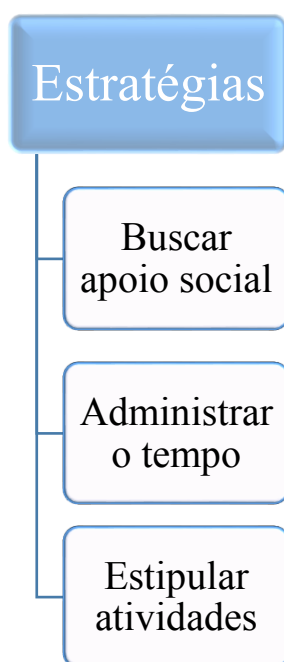 Estratégias
Buscar
apoio social
Administrar
o tempo
Estipular
atividades